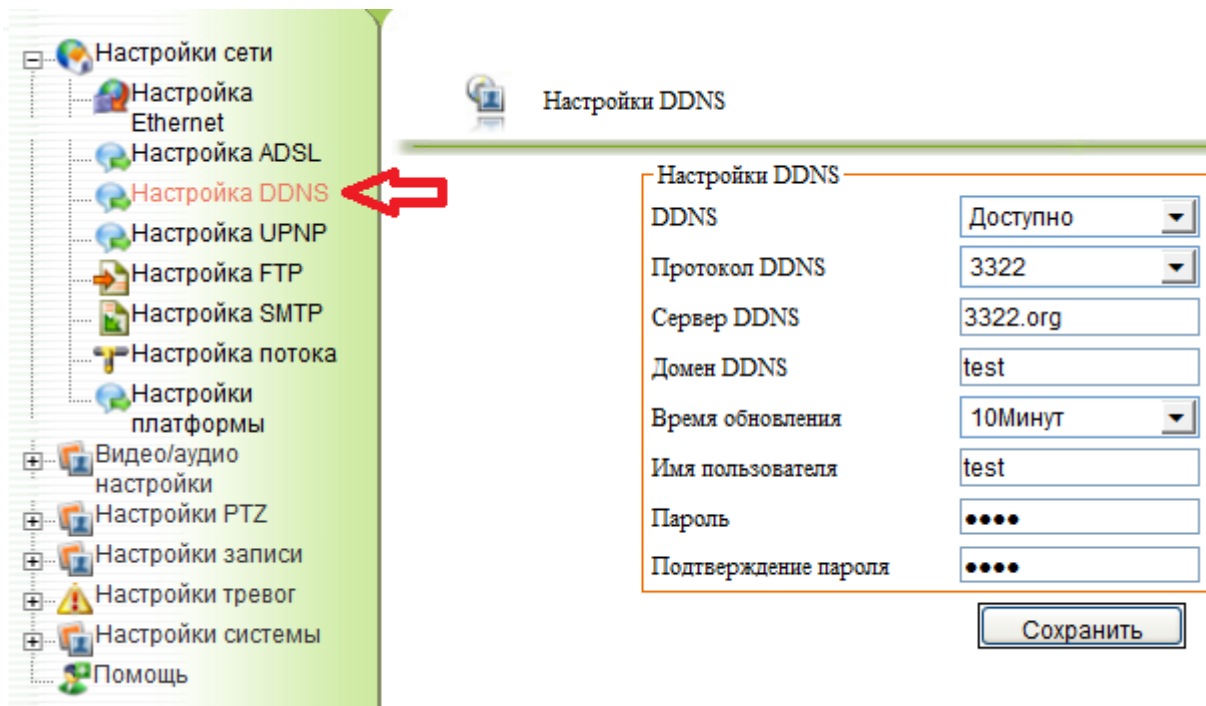 Настройки сети
Настройка
Ethernet
Настройка ADSL
Настройка DDNS
Настройка UPNP
Настройка FTP
Настройка SMTP
Настройка потока
Настройки
платформы
Видео/аудио
настройки
Настройки PTZ
Настройки записи
Настройки тревог
Настройки системы
Помощь
Настройки DDNS
Настройки DDNS
DDNS Доступно
Протокол DDNS 3322
Сервер DDNS 3322.org
Домен DDNS test
Время обновления 10Минут
Имя пользователя test
Пароль ••••
Подтверждение пароля ••••
Сохранить